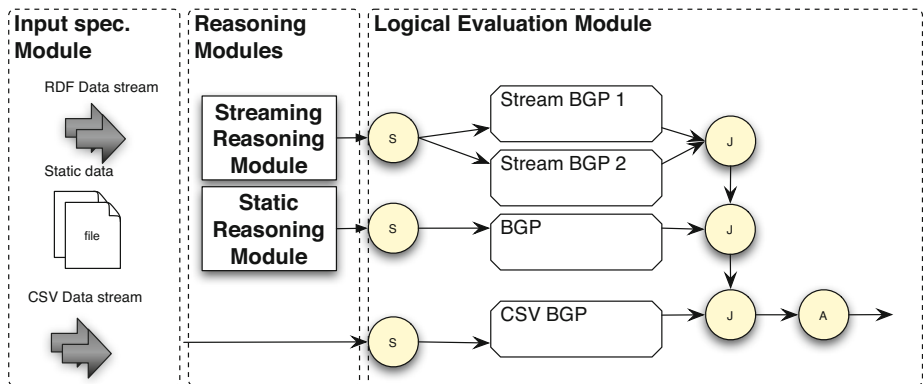 Input spec.
Module
RDF Data stream
Static data
file
CSV Data stream
Reasoning
Modules
Streaming
Reasoning
Module
Static
Reasoning
Module
Logical Evaluation Module
S
Stream BGP 1
Stream BGP 2
J
S
BGP
J
S
CSV BGP
J
A